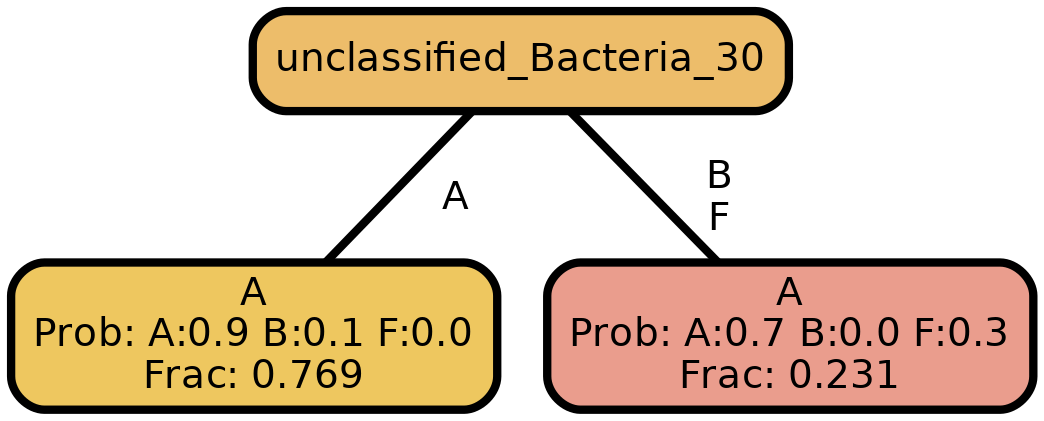 unclassified_Bacteria_30
A
B
F
A
Prob: A:0.9 B:0.1 F:0.0
Frac: 0.769
A
Prob: A:0.7 B:0.0 F:0.3
Frac: 0.231